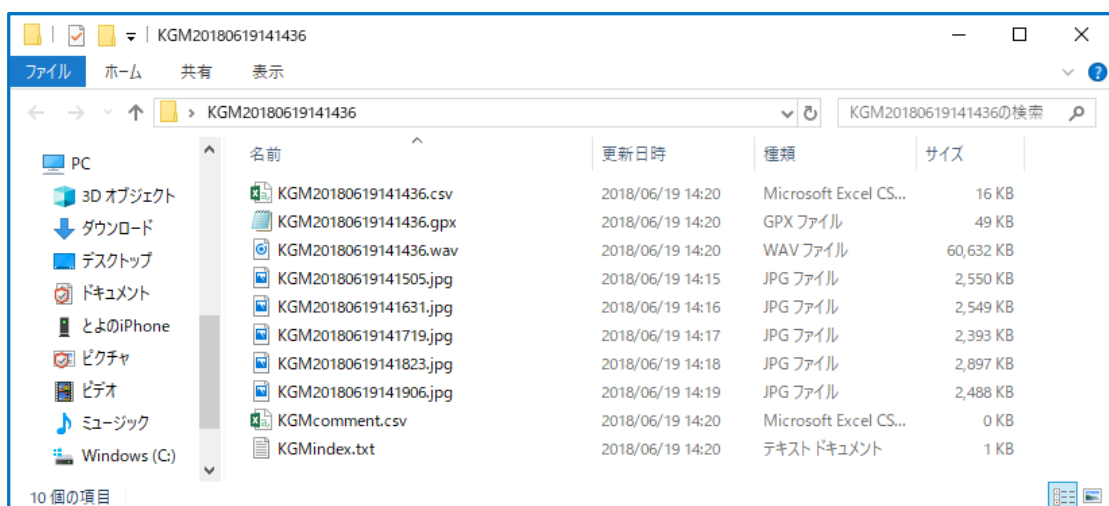 KGM20180619141436
ファイル ホーム 共有 表示
KGM20180619141436 KGM20180619141436の検索
名前 更新日時 種類 サイズ
PC
3D オブジェクト
ダウンロード
デスクトップ
ドキュメント
とよのiPhone
ピクチャ
ビデオ
ミュージック
Windows (C:)
KGM20180619141436.csv 2018/06/19 14:20 Microsoft Excel CS... 16 KB
KGM20180619141436.gpx 2018/06/19 14:20 GPX ファイル 49 KB
KGM20180619141436.wav 2018/06/19 14:20 WAV ファイル 60,632 KB
KGM20180619141505.jpg 2018/06/19 14:15 JPG ファイル 2,550 KB
KGM20180619141631.jpg 2018/06/19 14:16 JPG ファイル 2,549 KB
KGM20180619141719.jpg 2018/06/19 14:17 JPG ファイル 2,393 KB
KGM20180619141823.jpg 2018/06/19 14:18 JPG ファイル 2,897 KB
KGM20180619141906.jpg 2018/06/19 14:19 JPG ファイル 2,488 KB
KGMcomment.csv 2018/06/19 14:20 Microsoft Excel CS... 0 KB
KGMindex.txt 2018/06/19 14:20 テキスト ドキュメント 1 KB
10 個の項目